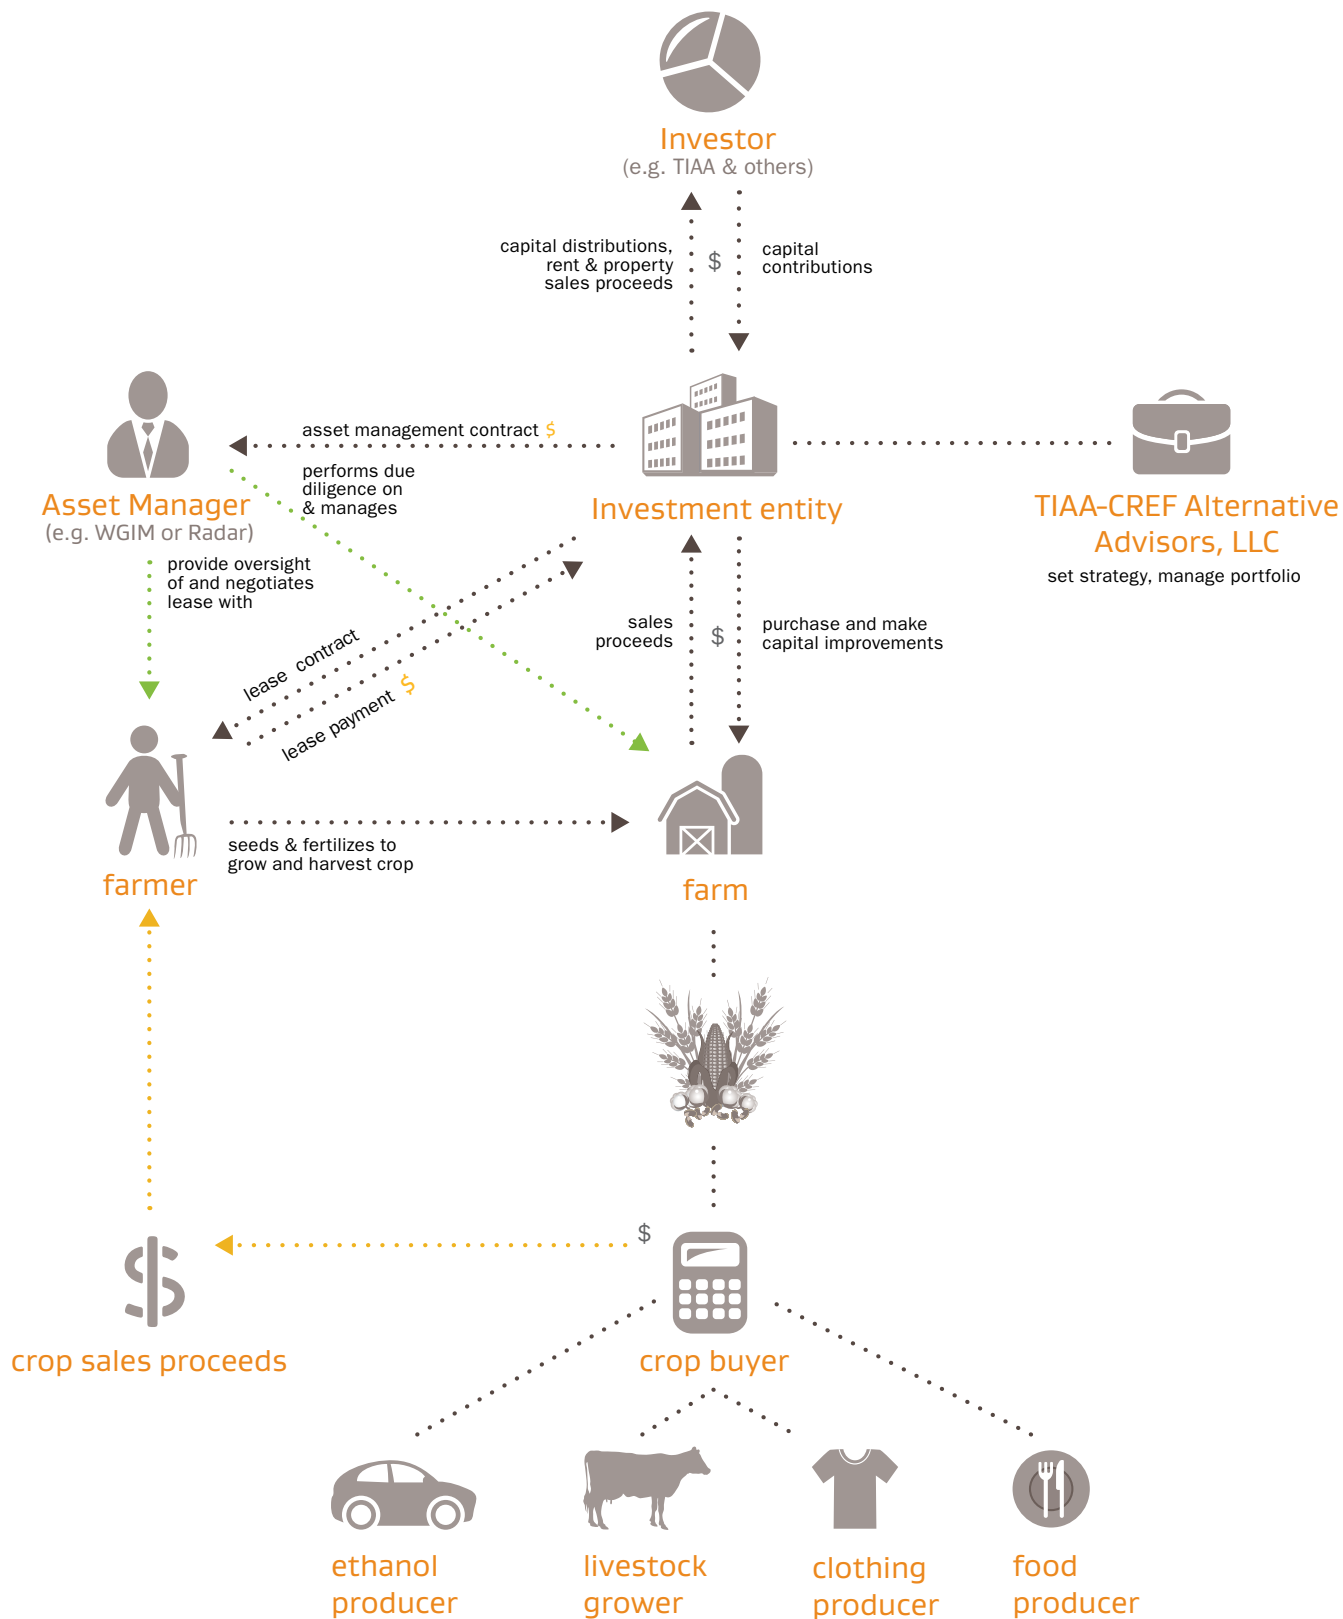 Investor
(e.g. TIAA & others)
capital distributions,
rent & property
sales proceeds
$
capital
contributions
asset management contract $
performs due
diligence on
& manages
Asset Manager
(e.g. WGIM or Radar)
Investment entity
TIAA-CREF Alternative
Advisors, LLC
set strategy, manage portfolio
provide oversight
of and negotiates
lease with
lease contract
lease payment $
sales
proceeds
$
purchase and make
capital improvements
seeds & fertilizes to
grow and harvest crop
farmer
farm
$
crop sales proceeds
crop buyer
ethanol
producer
livestock
grower
clothing
producer
food
producer